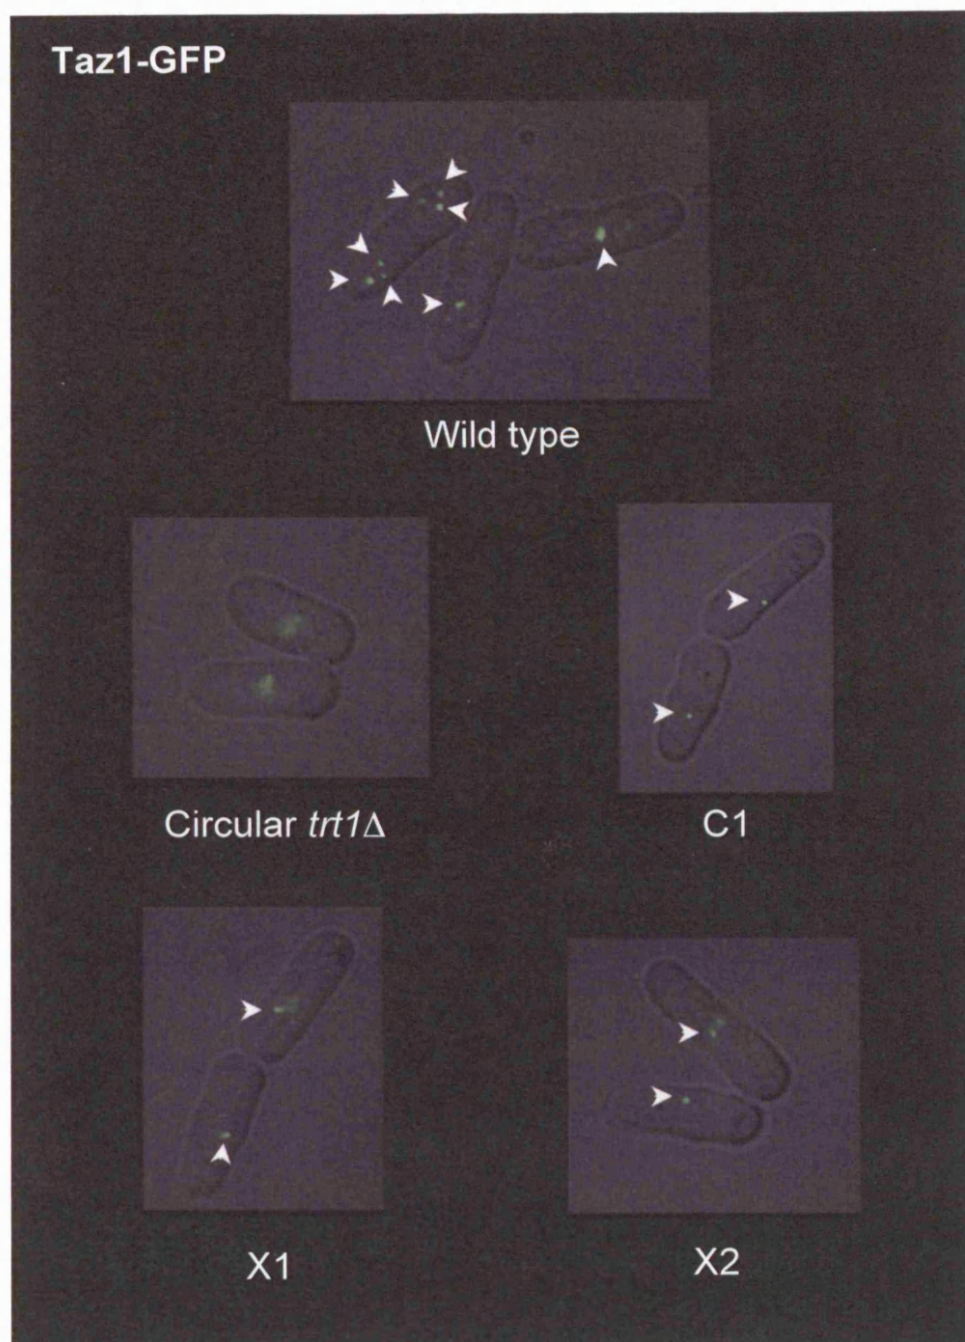 Taz1-GFP
Wild type
Circular trt1Δ
C1
X1
X2